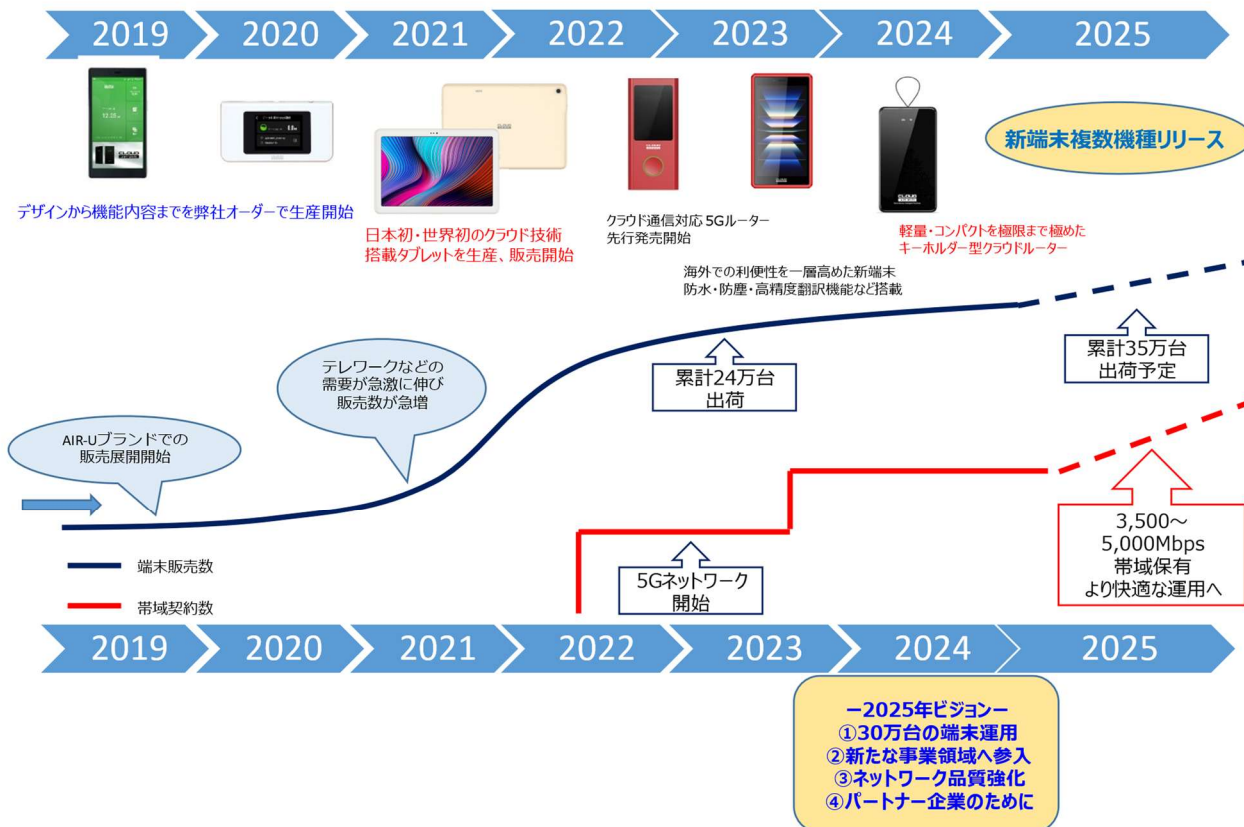 2019
2020
2021
2022
2023
2024
2025
新端末複数機種リリース
デザインから機能内容までを弊社オーダーで生産開始
日本初・世界初のクラウド技術
搭載タブレットを生産、販売開始
クラウド通信対応 5Gルーター
先行発売開始
海外での利便性を一層高めた新端末
防水・防塵・高精度翻訳機能など搭載
軽量・コンパクトを極限まで極めた
キーホルダー型クラウドルーター
AIR-Uブランドでの
販売展開開始
テレワークなどの
需要が急激に伸び
販売数が急増
累計24万台
出荷
累計35万台
出荷予定
5Gネットワーク
開始
3,500～
5,000Mbps
帯域保有
より快適な運用へ
端末販売数
帯域契約数
2019
2020
2021
2022
2023
2024
2025
－2025年ビジョン－
①30万台の端末運用
②新たな事業領域へ参入
③ネットワーク品質強化
④パートナー企業のために